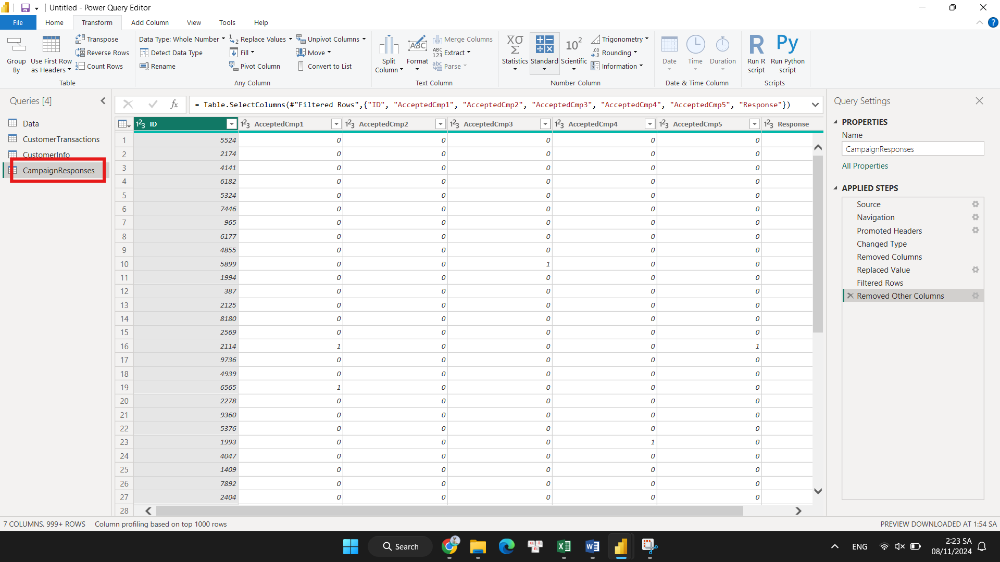 Untitled - Power Query Editor
File Home Transform Add Column View Tools Help
Group By
Use First Row as Headers
Transpose
Reverse Rows
Count Rows
Table
Data Type: Whole Number
Detect Data Type
Rename
Replace Values
Fill
Pivot Column
Unpivot Columns
Move
Convert to List
Any Column
Split Column
Format
Merge Columns
Extract
Parse
Text Column
Statistics
Standard
Scientific
Trigonometry
Rounding
Information
Number Column
Date
Time
Duration
Date & Time Column
Run R script
Run Python script
Scripts
Queries [4]
Data
CustomerTransactions
CustomerInfo
CampaignResponses
= Table.SelectColumns(#"Filtered Rows",{"ID", "AcceptedCmp1", "AcceptedCmp2", "AcceptedCmp3", "AcceptedCmp4", "AcceptedCmp5", "Response"})
ID AcceptedCmp1 AcceptedCmp2 AcceptedCmp3 AcceptedCmp4 AcceptedCmp5 Response
1 5524 0 0 0 0 0
2 2174 0 0 0 0 0
3 4141 0 0 0 0 0
4 6182 0 0 0 0 0
5 5324 0 0 0 0 0
6 7446 0 0 0 0 0
7 965 0 0 0 0 0
8 6177 0 0 0 0 0
9 4855 0 0 0 0 0
10 5899 0 0 1 0 0
11 1994 0 0 0 0 0
12 387 0 0 0 0 0
13 2125 0 0 0 0 0
14 8180 0 0 0 0 0
15 2569 0 0 0 0 0
16 2114 1 0 0 0 1
17 9736 0 0 0 0 0
18 4939 0 0 0 0 0
19 6565 1 0 0 0 0
20 2278 0 0 0 0 0
21 9360 0 0 0 0 0
22 5376 0 0 0 0 0
23 1993 0 0 0 1 0
24 4047 0 0 0 0 0
25 1409 0 0 0 0 0
26 7892 0 0 0 0 0
27 2404 0 0 0 0 0
28
Query Settings
PROPERTIES
Name
CampaignResponses
All Properties
APPLIED STEPS
Source
Navigation
Promoted Headers
Changed Type
Removed Columns
Replaced Value
Filtered Rows
Removed Other Columns
7 COLUMNS, 999+ ROWS Column profiling based on top 1000 rows
PREVIEW DOWNLOADED AT 1:54 SA
Search
ENG
2:23 SA
08/11/2024